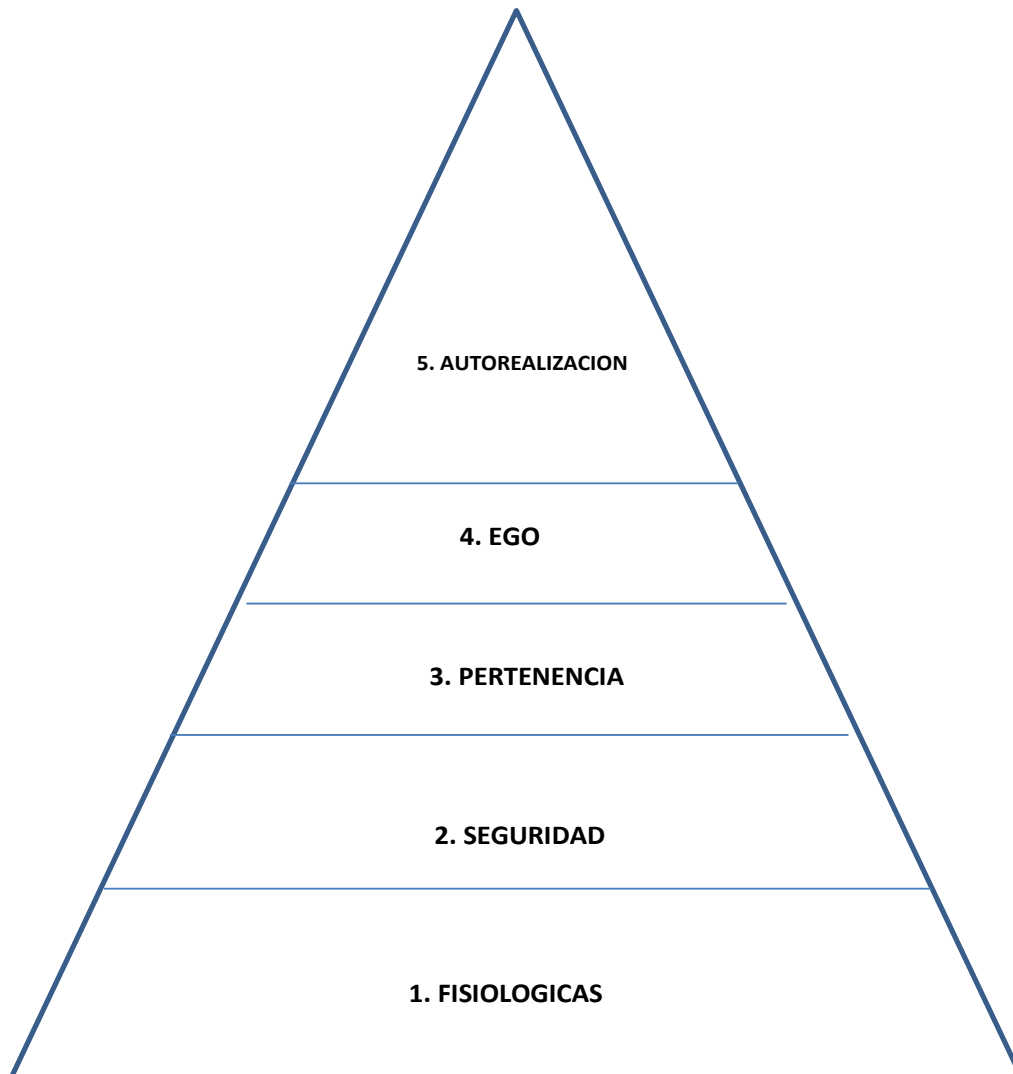 5. AUTOREALIZACION
4. EGO
3. PERTENENCIA
2. SEGURIDAD
1. FISIOLOGICAS